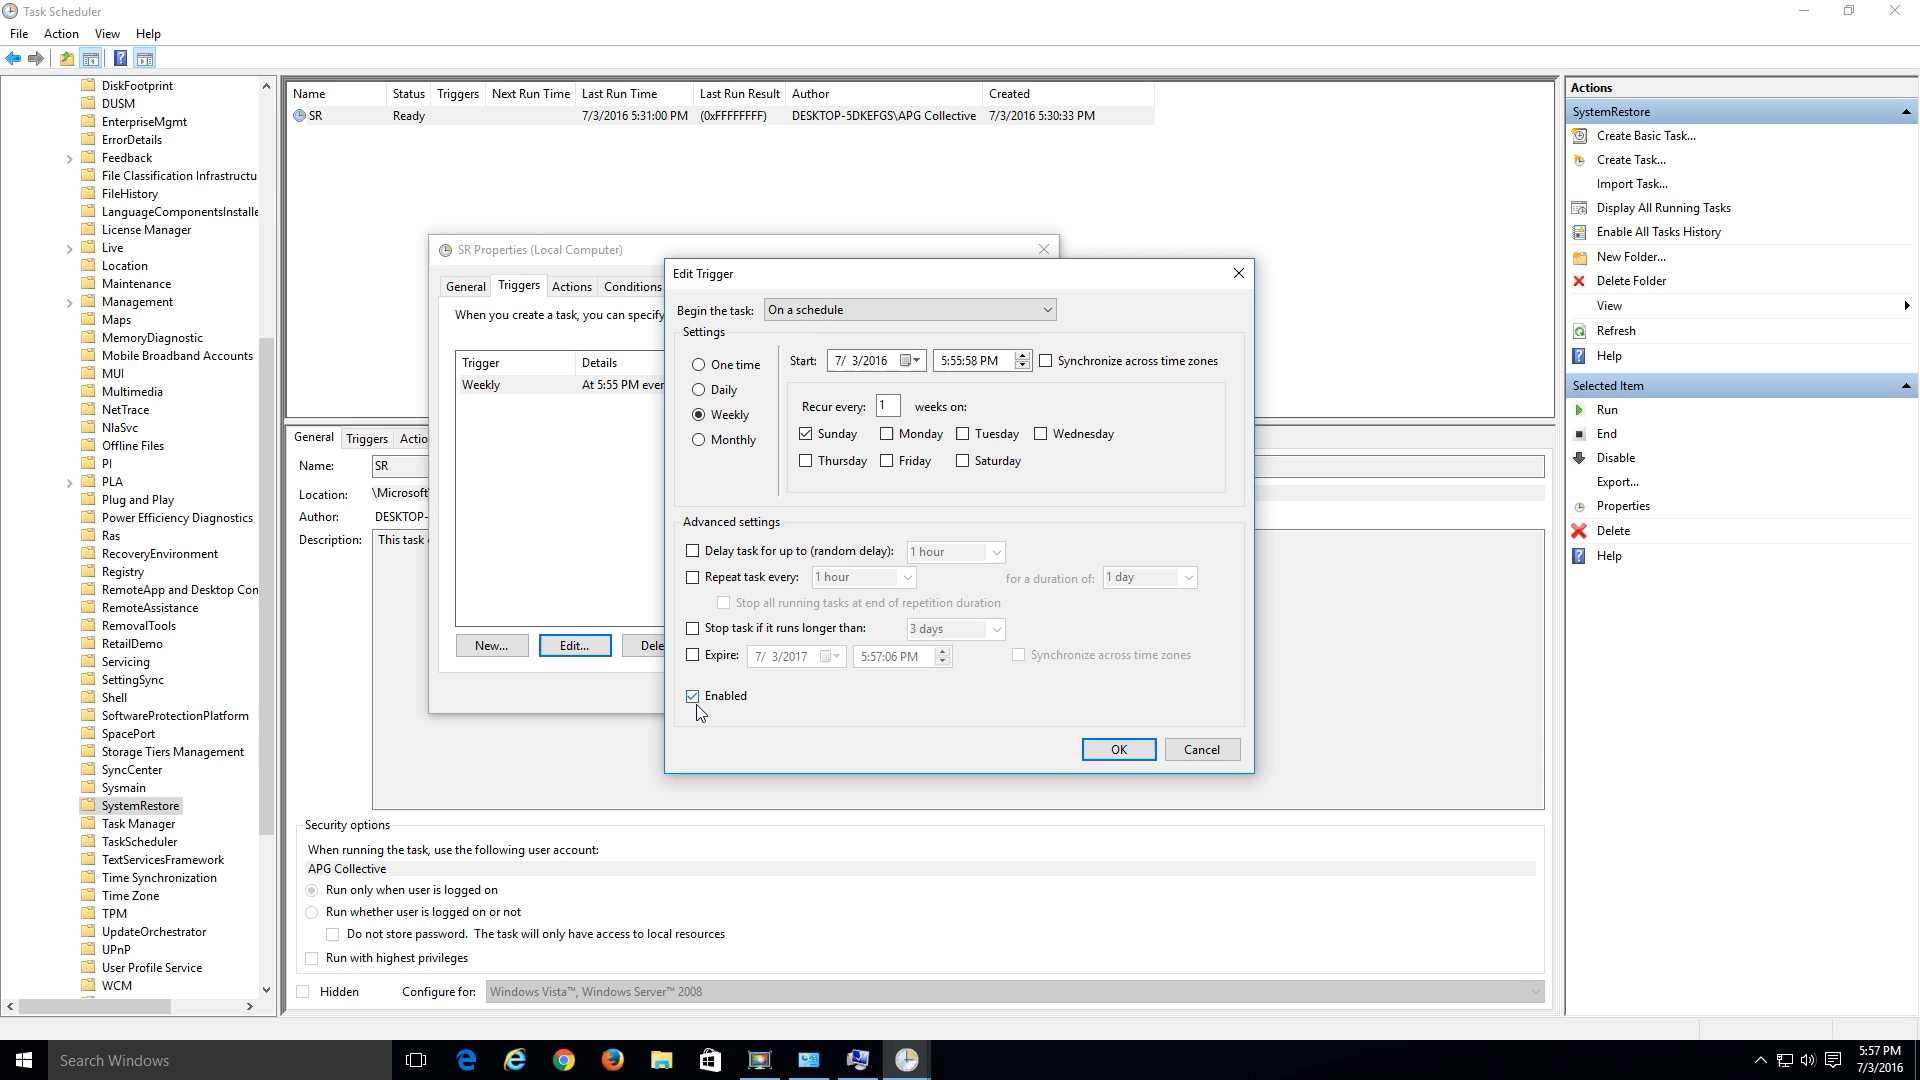 Task Scheduler
File Action View Help
DiskFootprint
DUSM
EnterpriseMgmt
ErrorDetails
Feedback
File Classification Infrastructu
FileHistory
LanguageComponentsInstalle
License Manager
Live
Location
Maintenance
Management
Maps
MemoryDiagnostic
Mobile Broadband Accounts
MUI
Multimedia
NetTrace
NlaSvc
Offline Files
PI
PLA
Plug and Play
Power Efficiency Diagnostics
Ras
RecoveryEnvironment
Registry
RemoteApp and Desktop Con
RemoteAssistance
RemovalTools
RetailDemo
Servicing
SettingSync
Shell
SoftwareProtectionPlatform
SpacePort
Storage Tiers Management
SyncCenter
Sysmain
SystemRestore
Task Manager
TaskScheduler
TextServicesFramework
Time Synchronization
Time Zone
TPM
UpdateOrchestrator
UPnP
User Profile Service
WCM
Name Status Triggers Next Run Time Last Run Time Last Run Result Author Created
SR Ready 7/3/2016 5:31:00 PM (0xFFFFFFFF) DESKTOP-5DKEFGS\APG Collective 7/3/2016 5:30:33 PM
SR Properties (Local Computer)
General Triggers Actions Conditions
When you create a task, you can specify
Trigger Details
Weekly At 5:55 PM ever
New... Edit... Dele
Edit Trigger
Begin the task: On a schedule
Settings
One time
Daily
Weekly
Monthly
Start: 7/ 3/2016 5:55:58 PM Synchronize across time zones
Recur every: 1 weeks on:
Sunday Monday Tuesday Wednesday
Thursday Friday Saturday
Advanced settings
Delay task for up to (random delay): 1 hour
Repeat task every: 1 hour for a duration of: 1 day
Stop all running tasks at end of repetition duration
Stop task if it runs longer than: 3 days
Expire: 7/ 3/2017 5:57:06 PM Synchronize across time zones
Enabled
OK Cancel
General Triggers Actio
Name: SR
Location: \Microsoft\
Author: DESKTOP-
Description: This task
Security options
When running the task, use the following user account:
APG Collective
Run only when user is logged on
Run whether user is logged on or not
Do not store password. The task will only have access to local resources
Run with highest privileges
Hidden Configure for: Windows Vista™, Windows Server™ 2008
Actions
SystemRestore
Create Basic Task...
Create Task...
Import Task...
Display All Running Tasks
Enable All Tasks History
New Folder...
Delete Folder
View
Refresh
Help
Selected Item
Run
End
Disable
Export...
Properties
Delete
Help
Search Windows
5:57 PM
7/3/2016